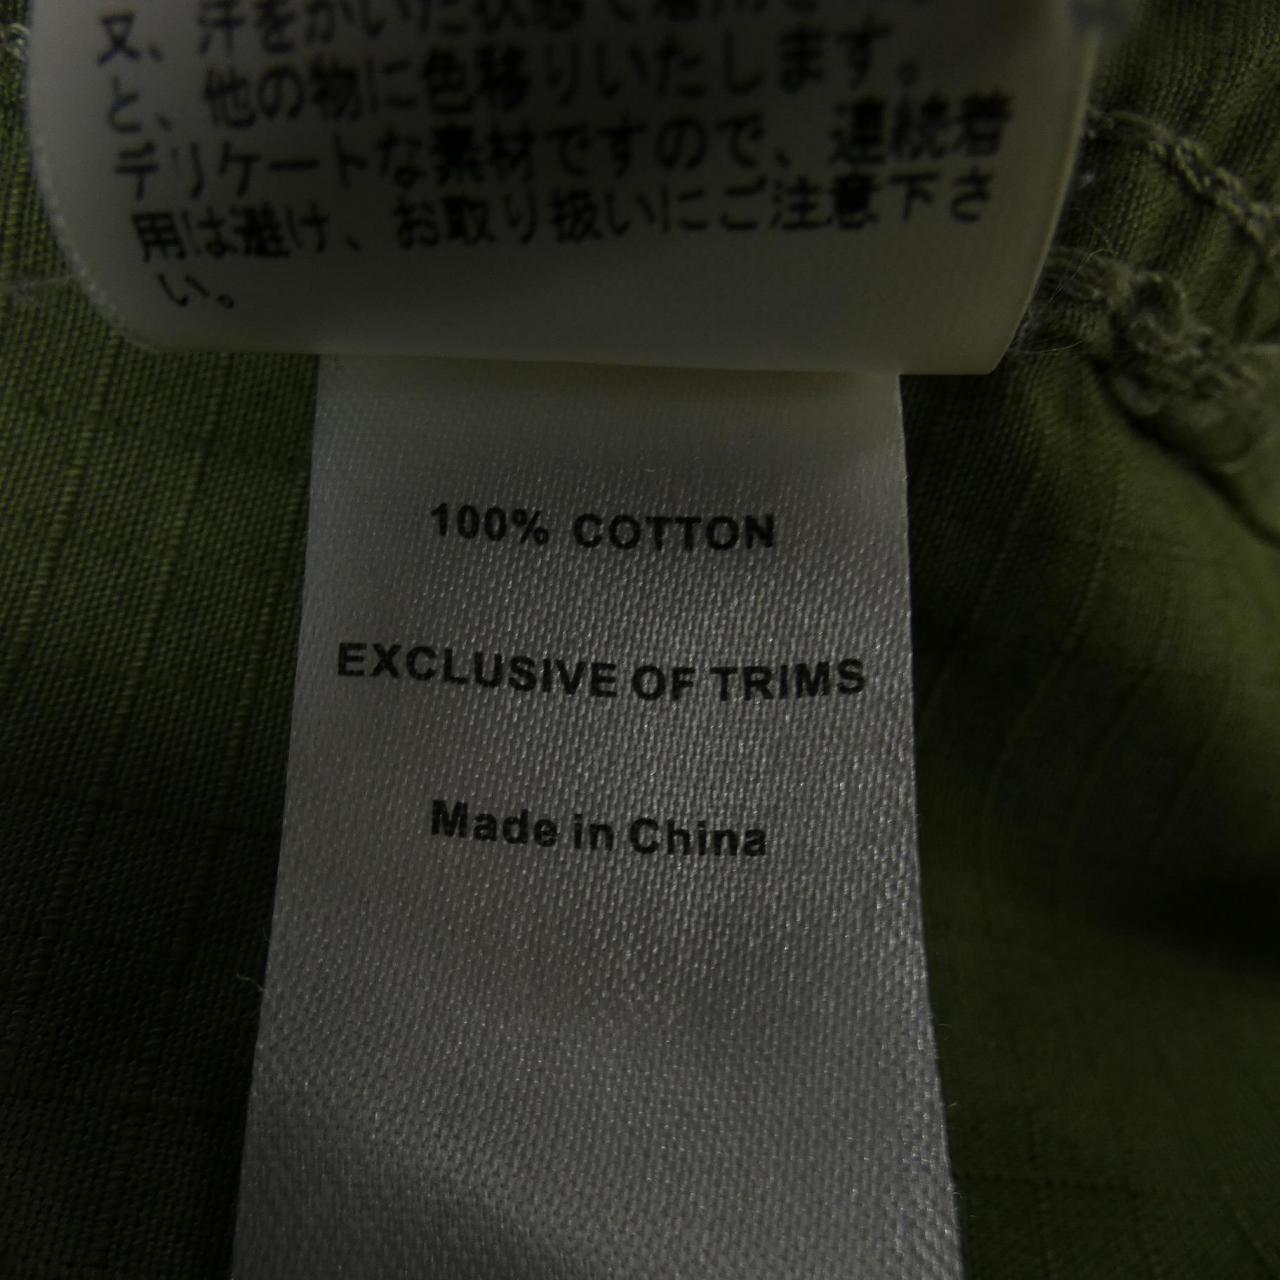 又、汗をかいた状態で着用
と、他の物に色移りいたします。
デリケートな素材ですので、連続着
用は避け、お取り扱いにご注意下さ
い。
100% COTTON
EXCLUSIVE OF TRIMS
Made in China